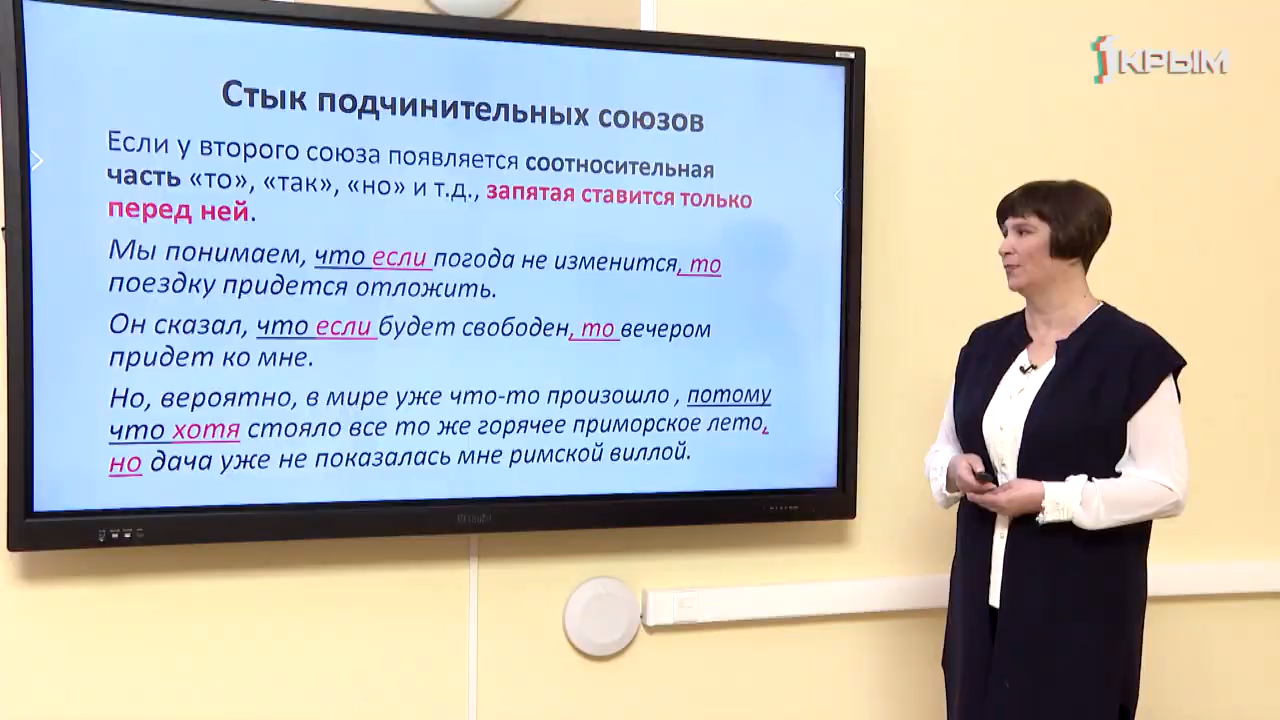 1 КРЫМ
Стык подчинительных союзов
Если у второго союза появляется соотносительная
часть «то», «так», «но» и т.д., запятая ставится только
перед ней.
Мы понимаем, что если погода не изменится, то
поездку придется отложить.
Он сказал, что если будет свободен, то вечером
придет ко мне.
Но, вероятно, в мире уже что-то произошло , потому
что хотя стояло все то же горячее приморское лето,
но дача уже не показалась мне римской виллой.